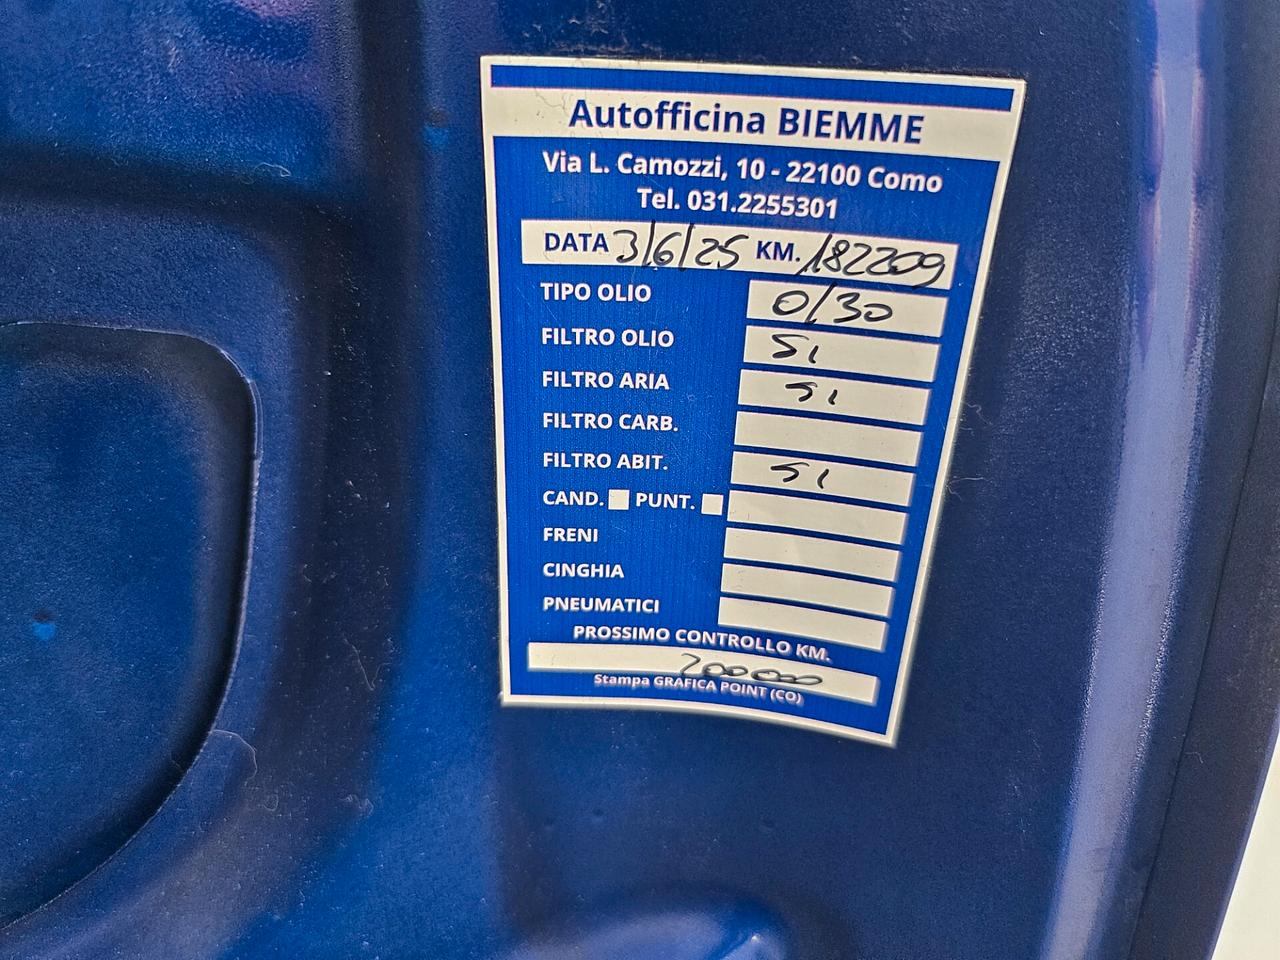 Autofficina BIEMME
Via L. Camozzi, 10 - 22100 Como
Tel. 031.2255301
DATA 3/6/25 KM. 182209
TIPO OLIO 0/30
FILTRO OLIO Si
FILTRO ARIA Si
FILTRO CARB.
FILTRO ABIT. Si
CAND. PUNT.
FRENI
CINGHIA
PNEUMATICI
PROSSIMO CONTROLLO KM.
200000
Stampa GRAFICA POINT (CO)